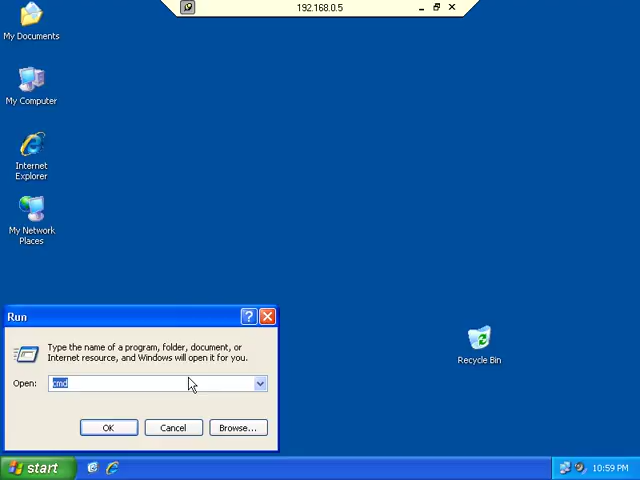 192.168.0.5
My Documents
My Computer
Internet
Explorer
My Network
Places
Recycle Bin
Run
Type the name of a program, folder, document, or
Internet resource, and Windows will open it for you.
Open: cmd
OK Cancel Browse...
start 10:59 PM